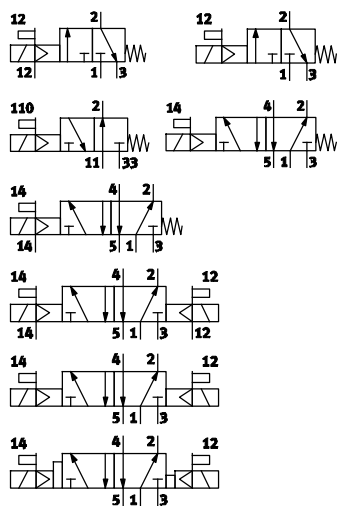 12 2 12 2
12 1 3 1 3
110 2 14 4 2
11 33 5 1 3
14 4 2
14 5 1 3
14 4 2 12
14 5 1 3 12
14 4 2 12
5 1 3
14 4 2 12
5 1 3